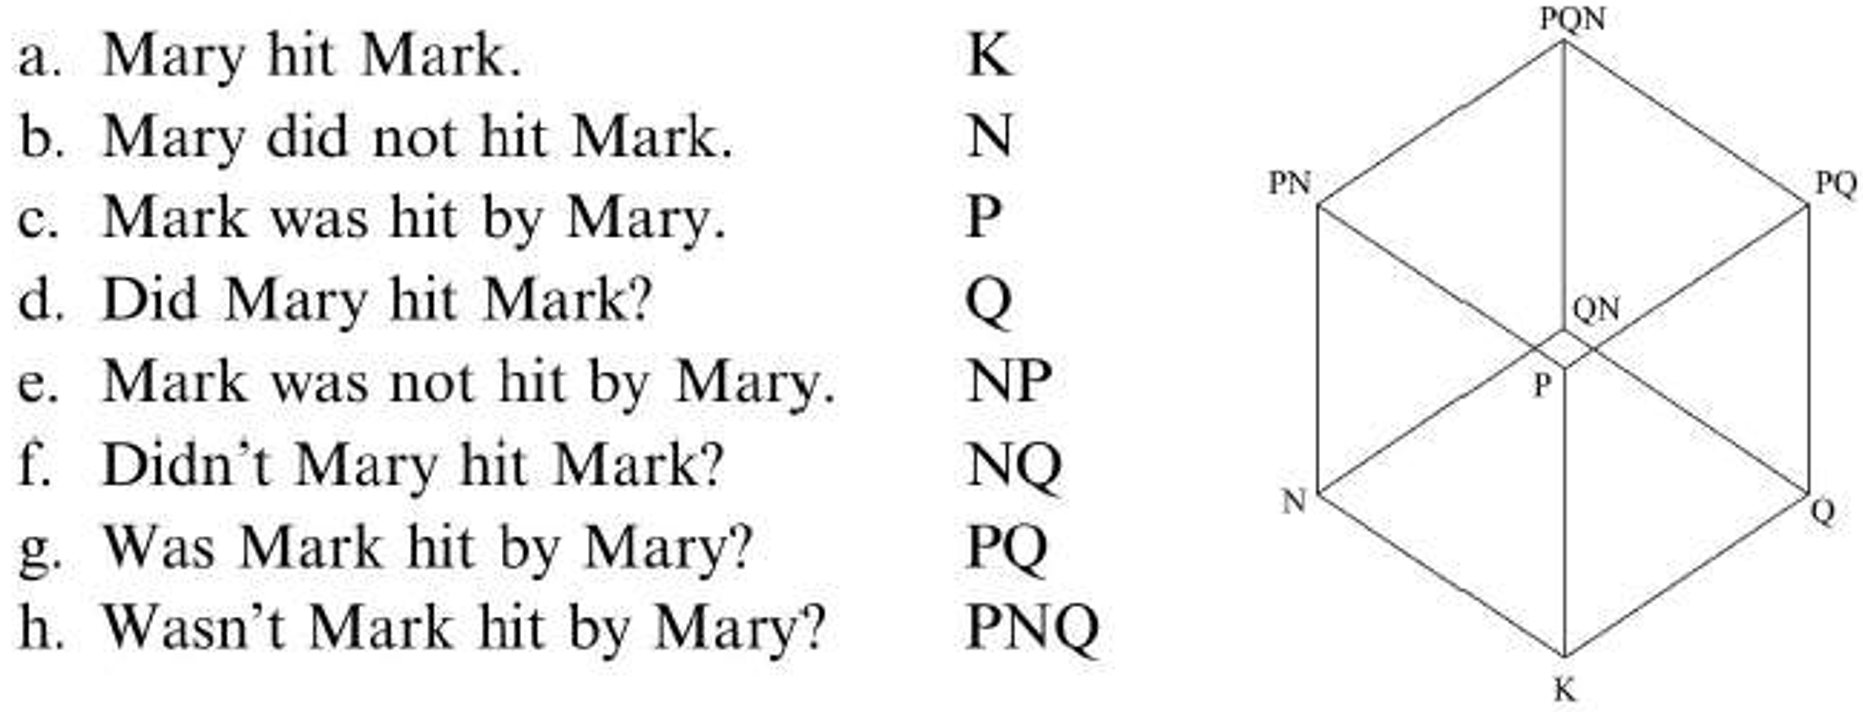 a. Mary hit Mark. K
b. Mary did not hit Mark. N
c. Mark was hit by Mary. P
d. Did Mary hit Mark? Q
e. Mark was not hit by Mary. NP
f. Didn't Mary hit Mark? NQ
g. Was Mark hit by Mary? PQ
h. Wasn't Mark hit by Mary? PNQ
PQN
PN
PQ
QN
P
N
Q
K